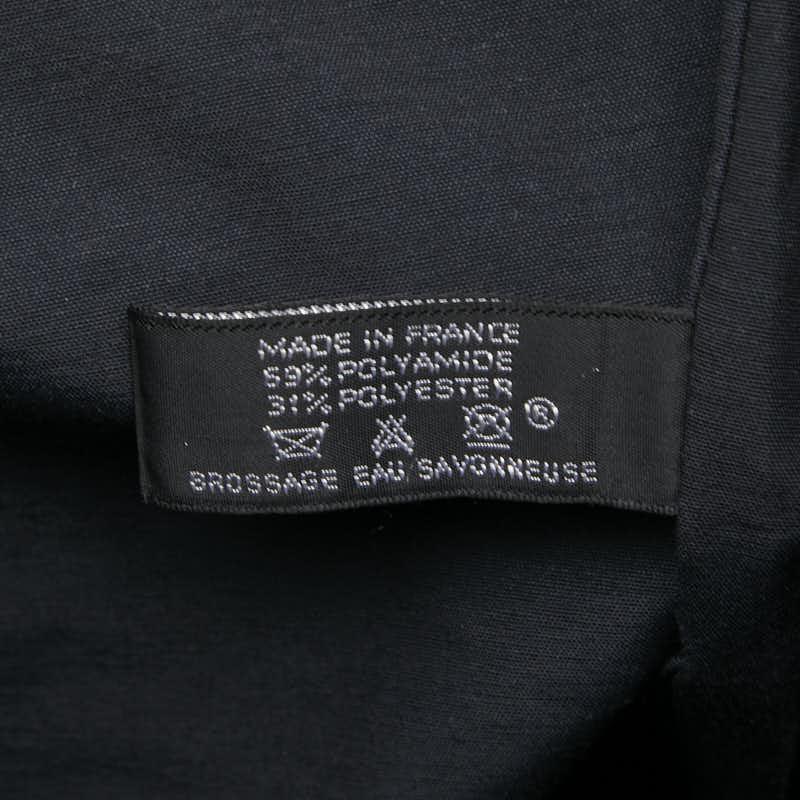 MADE IN FRANCE
69% POLYAMIDE
31% POLYESTER
®
BROSSAGE EAU SAVONNEUSE